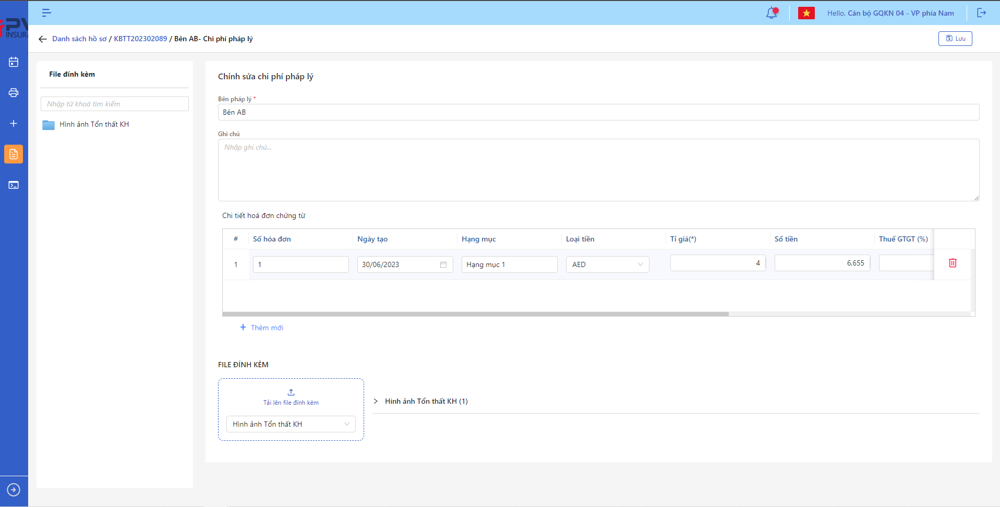 PV
INSURA
Hello, Cán bộ GQKN 04 - VP phía Nam
Danh sách hồ sơ / KBTT202302089 / Bên AB- Chi phí pháp lý
Lưu
File đính kèm
Nhập từ khoá tìm kiếm
Hình ảnh Tổn thất KH
Chỉnh sửa chi phí pháp lý
Bên pháp lý *
Bên AB
Ghi chú
Nhập ghi chú...
Chi tiết hoá đơn chứng từ
# Số hóa đơn Ngày tạo Hạng mục Loại tiền Tỉ giá(*) Số tiền Thuế GTGT (%)
1 1 30/06/2023 Hạng mục 1 AED 4 6,655
+ Thêm mới
FILE ĐÍNH KÈM
Tải lên file đính kèm
Hình ảnh Tổn thất KH
Hình ảnh Tổn thất KH (1)